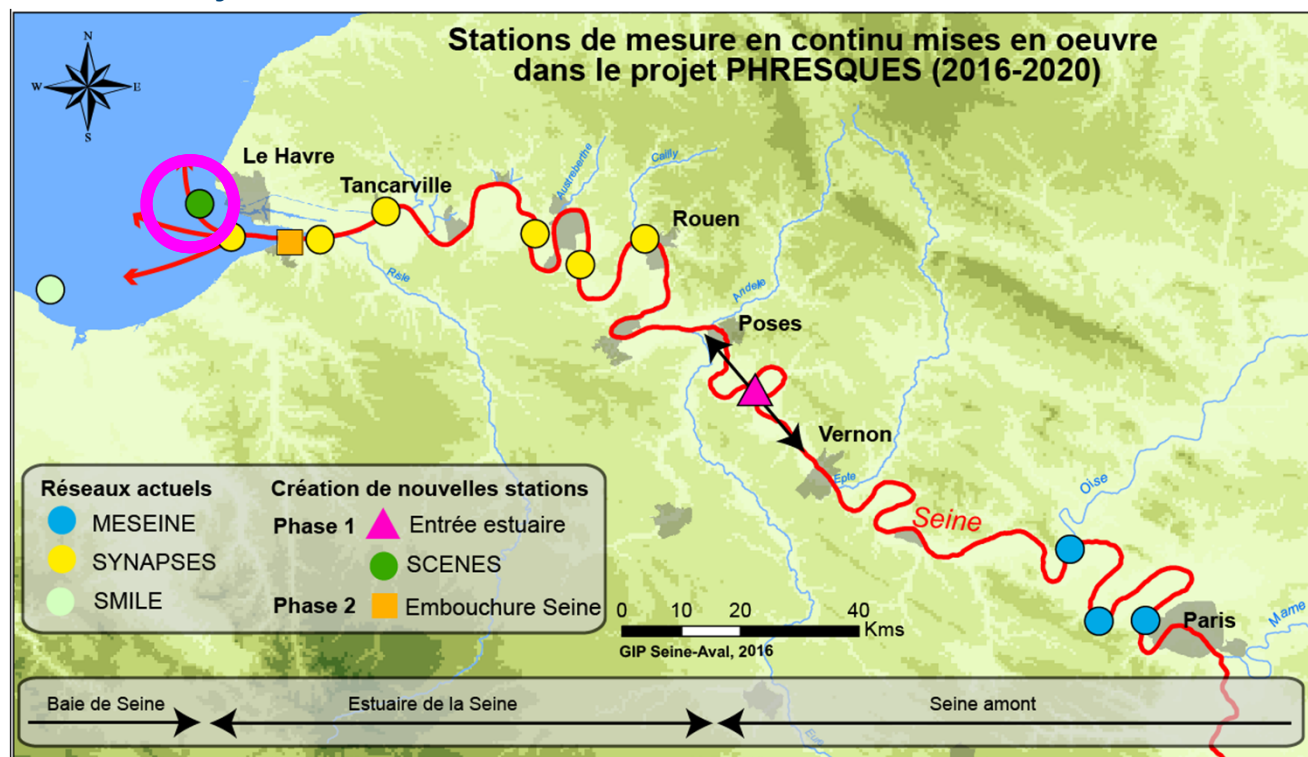 Stations de mesure en continu mises en oeuvre
dans le projet PHRESQUES (2016-2020)
N
W
E
S
Le Havre
Tancarville
Austreberthe
Cailly
Rouen
Risle
Andelle
Poses
Vernon
Epte
Seine
Oise
Marne
Paris
Eure
Réseaux actuels
MESEINE
SYNAPSES
SMILE
Création de nouvelles stations
Phase 1
Entrée estuaire
SCENES
Phase 2
Embouchure Seine
0 10 20 40
Kms
GIP Seine-Aval, 2016
Baie de Seine
Estuaire de la Seine
Seine amont